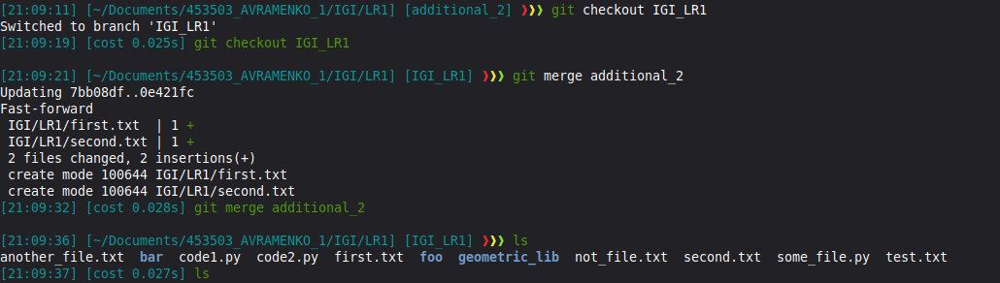 [21:09:11] [~/Documents/453503_AVRAMENKO_1/IGI/LR1] [additional_2] ❯❯❯ git checkout IGI_LR1
Switched to branch 'IGI_LR1'
[21:09:19] [cost 0.025s] git checkout IGI_LR1
[21:09:21] [~/Documents/453503_AVRAMENKO_1/IGI/LR1] [IGI_LR1] ❯❯❯ git merge additional_2
Updating 7bb08df..0e421fc
Fast-forward
 IGI/LR1/first.txt  | 1 +
 IGI/LR1/second.txt | 1 +
 2 files changed, 2 insertions(+)
 create mode 100644 IGI/LR1/first.txt
 create mode 100644 IGI/LR1/second.txt
[21:09:32] [cost 0.028s] git merge additional_2
[21:09:36] [~/Documents/453503_AVRAMENKO_1/IGI/LR1] [IGI_LR1] ❯❯❯ ls
another_file.txt  bar  code1.py  code2.py  first.txt  foo  geometric_lib  not_file.txt  second.txt  some_file.py  test.txt
[21:09:37] [cost 0.027s] ls